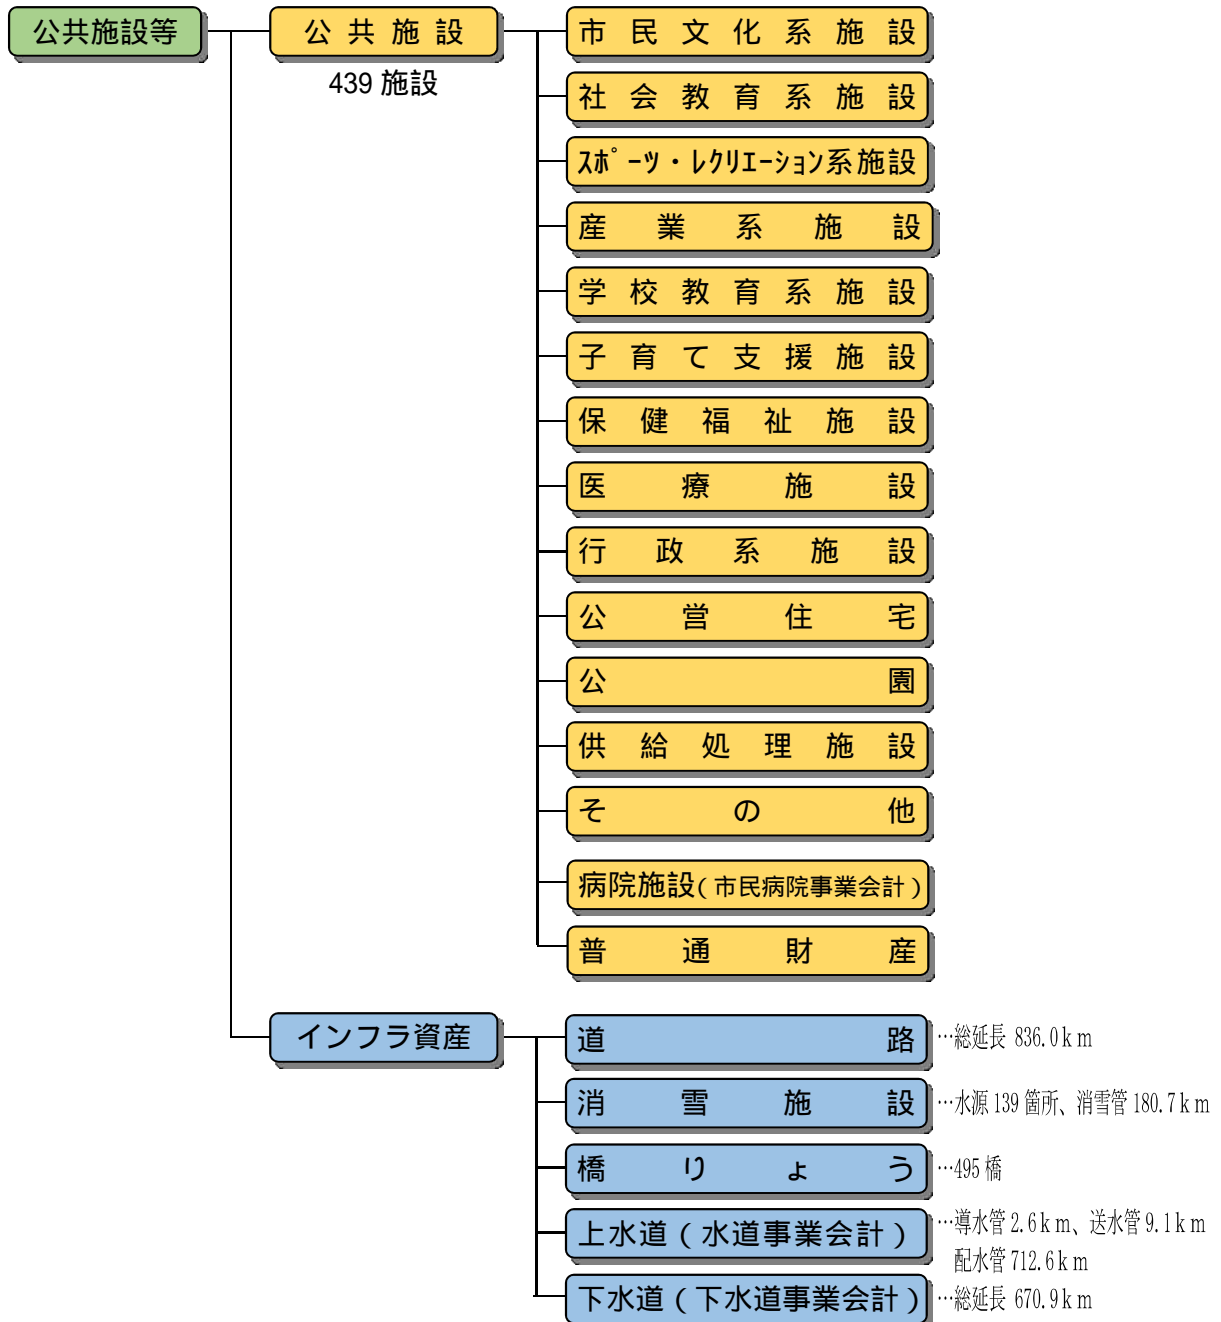 公共施設等
公共施設
439 施設
市民文化系施設
社会教育系施設
ｽﾎﾟｰﾂ・ﾚｸﾘｴｰｼｮﾝ系施設
産業系施設
学校教育系施設
子育て支援施設
保健福祉施設
医療施設
行政系施設
公営住宅
公園
供給処理施設
その他
病院施設(市民病院事業会計)
普通財産
インフラ資産
道路 …総延長 836.0km
消雪施設 …水源 139 箇所、消雪管 180.7km
橋りょう …495 橋
上水道(水道事業会計) …導水管 2.6km、送水管 9.1km
配水管 712.6km
下水道(下水道事業会計) …総延長 670.9km